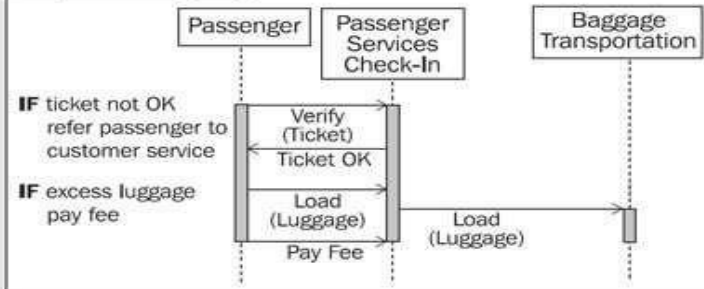 Passenger
Passenger
Services
Check-In
Baggage
Transportation
IF ticket not OK
refer passenger to
customer service
Verify
(Ticket)
Ticket OK
IF excess luggage
pay fee
Load
(Luggage)
Load
(Luggage)
Pay Fee